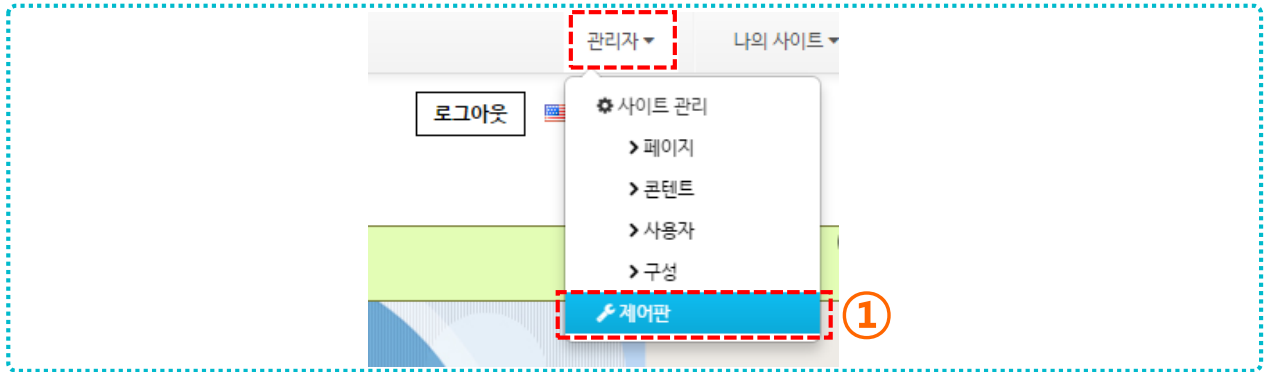 관리자 나의 사이트
로그아웃
사이트 관리
페이지
콘텐트
사용자
구성
제어판 ①